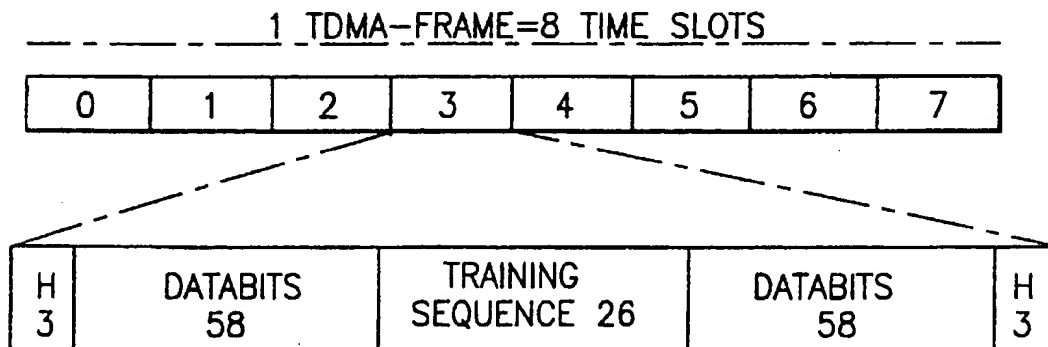 1 TDMA-FRAME=8 TIME SLOTS
0 1 2 3 4 5 6 7
H DATABITS TRAINING DATABITS H
3 58 SEQUENCE 26 58 3